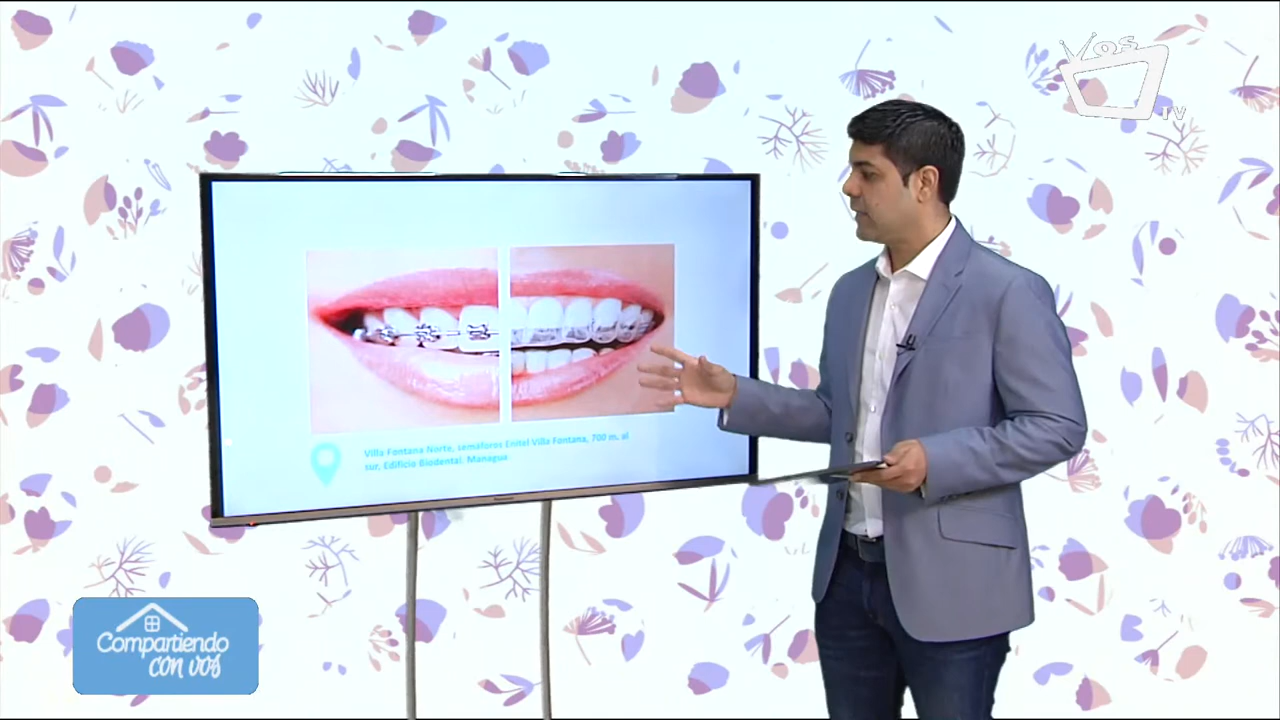 Vos
TV
Villa Fontana Norte, semáforos Enitel Villa Fontana, 700 m. al
sur, Edificio Biodental. Managua
Compartiendo
con vos